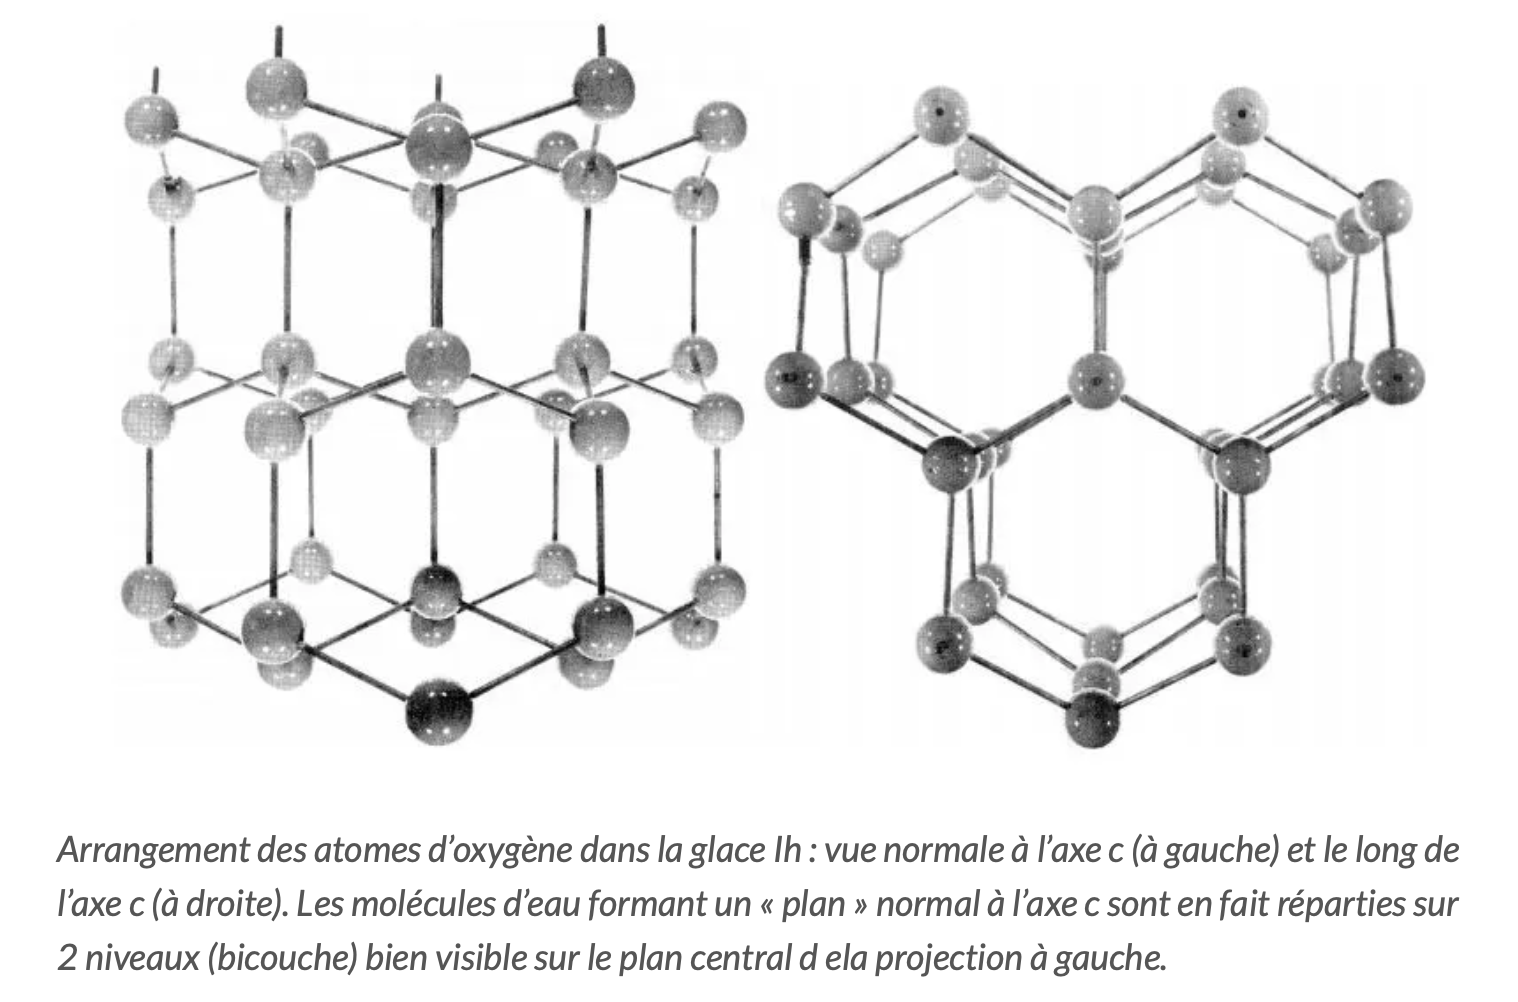 Arrangement des atomes d’oxygène dans la glace Ih : vue normale à l’axe c (à gauche) et le long de
l’axe c (à droite). Les molécules d’eau formant un « plan » normal à l’axe c sont en fait réparties sur
2 niveaux (bicouche) bien visible sur le plan central d ela projection à gauche.